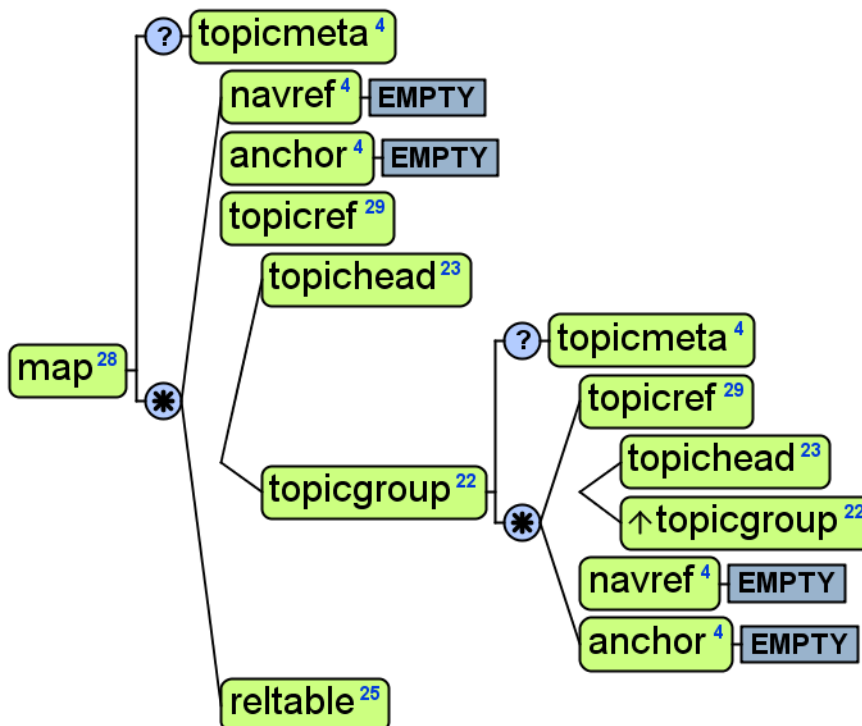 ? topicmeta 4
navref 4 EMPTY
anchor 4 EMPTY
topicref 29
topichead 23
? topicmeta 4
map 28
topicref 29
topichead 23
topicgroup 22
↑topicgroup 22
navref 4 EMPTY
anchor 4 EMPTY
reltable 25